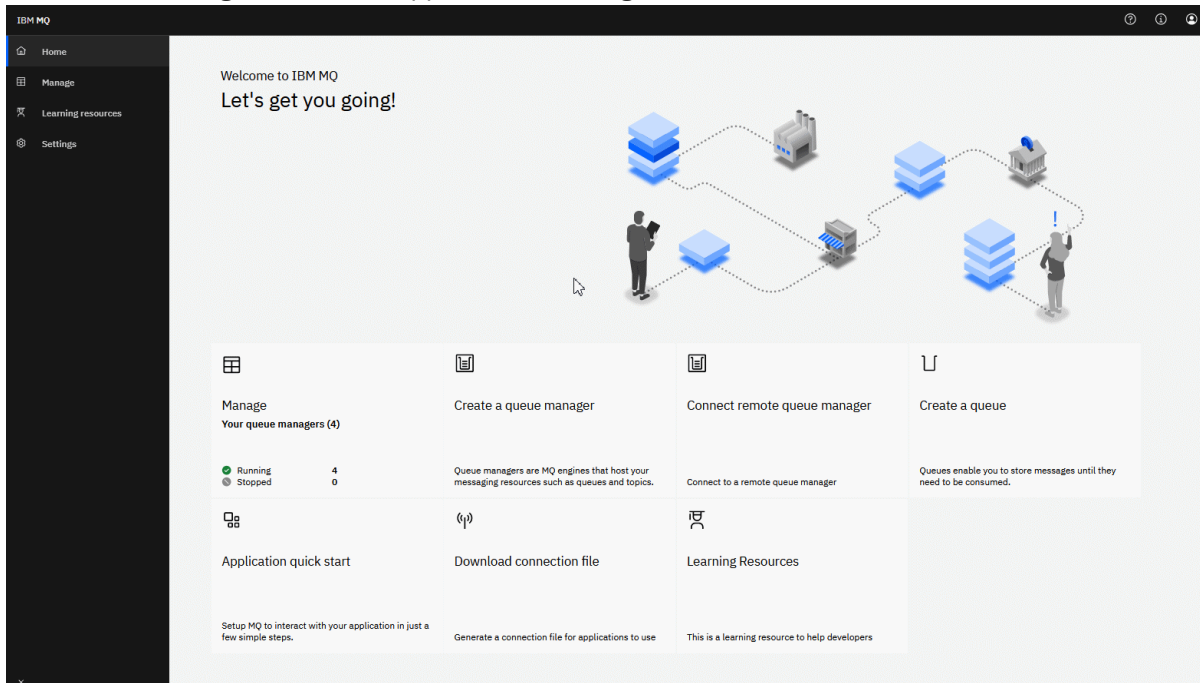 IBM MQ
Home
Manage
Learning resources
Settings
Welcome to IBM MQ
Let's get you going!
Manage
Your queue managers (4)
Running 4
Stopped 0
Create a queue manager
Queue managers are MQ engines that host your
messaging resources such as queues and topics.
Connect remote queue manager
Connect to a remote queue manager
Create a queue
Queues enable you to store messages until they
need to be consumed.
Application quick start
Setup MQ to interact with your application in just a
few simple steps.
Download connection file
Generate a connection file for applications to use
Learning Resources
This is a learning resource to help developers